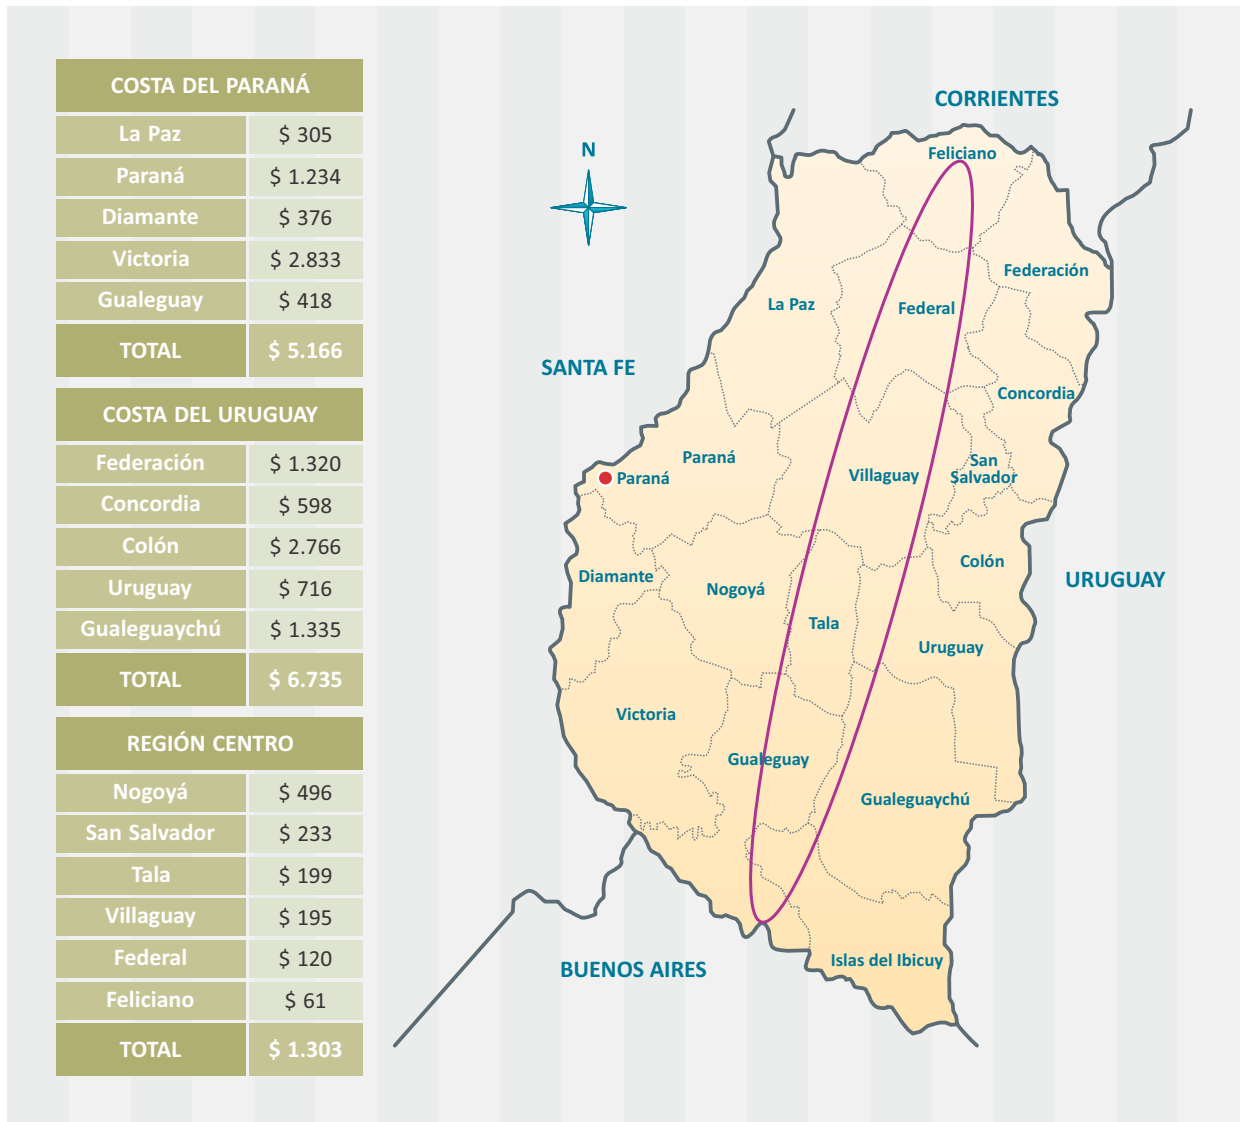 COSTA DEL PARANÁ
La Paz $ 305
Paraná $ 1.234
Diamante $ 376
Victoria $ 2.833
Gualeguay $ 418
TOTAL $ 5.166
COSTA DEL URUGUAY
Federación $ 1.320
Concordia $ 598
Colón $ 2.766
Uruguay $ 716
Gualeguaychú $ 1.335
TOTAL $ 6.735
REGIÓN CENTRO
Nogoyá $ 496
San Salvador $ 233
Tala $ 199
Villaguay $ 195
Federal $ 120
Feliciano $ 61
TOTAL $ 1.303
CORRIENTES
N
Feliciano
Federación
La Paz
Federal
SANTA FE
Concordia
Paraná
San
Salvador
Villaguay
Paraná
Colón
Diamante
URUGUAY
Nogoyá
Tala
Uruguay
Victoria
Gualeguay
Gualeguaychú
Islas del Ibicuy
BUENOS AIRES